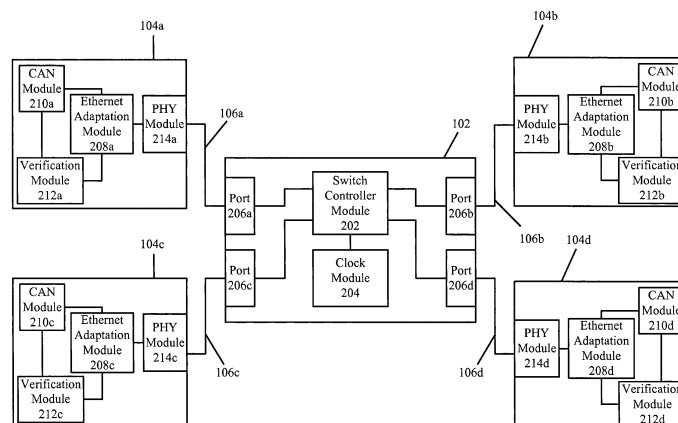 104a
CAN
Module
210a
Ethernet
Adaptation
Module
208a
PHY
Module
214a
Verification
Module
212a
106a
104b
CAN
Module
210b
PHY
Module
214b
Ethernet
Adaptation
Module
208b
Verification
Module
212b
106b
102
Port
206a
Switch
Controller
Module
202
Port
206b
Port
206c
Clock
Module
204
Port
206d
104c
CAN
Module
210c
Ethernet
Adaptation
Module
208c
PHY
Module
214c
Verification
Module
212c
106c
104d
CAN
Module
210d
PHY
Module
214d
Ethernet
Adaptation
Module
208d
Verification
Module
212d
106d